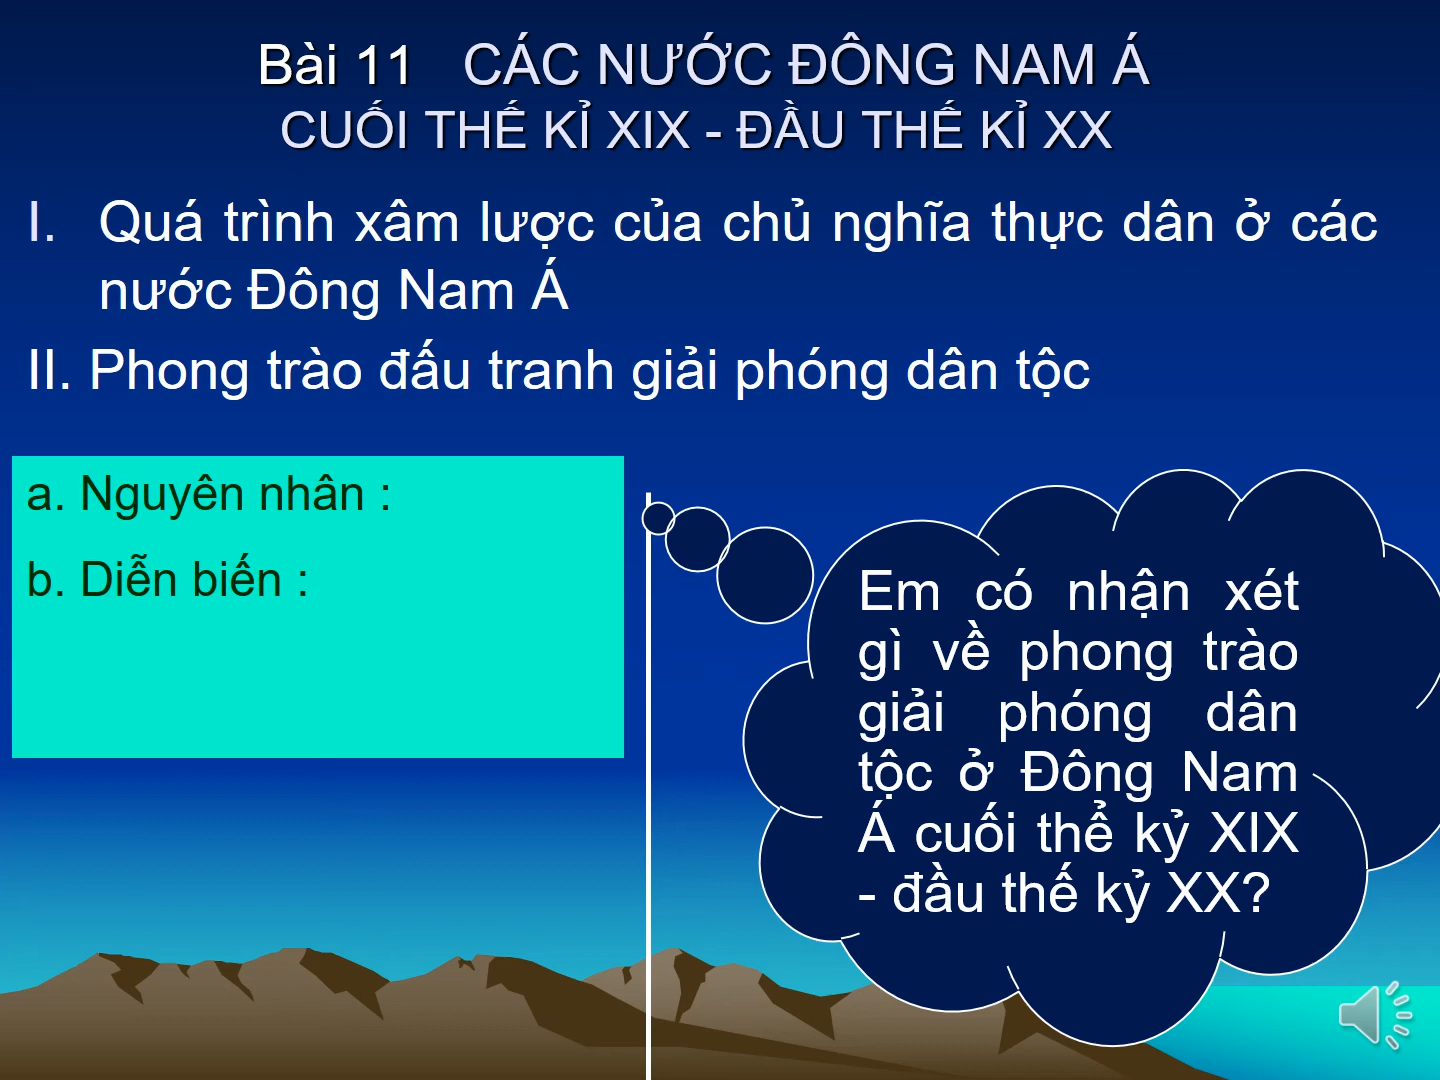 Bài 11 CÁC NƯỚC ĐÔNG NAM Á
CUỐI THẾ KỈ XIX - ĐẦU THẾ KỈ XX
I. Quá trình xâm lược của chủ nghĩa thực dân ở các
nước Đông Nam Á
II. Phong trào đấu tranh giải phóng dân tộc
a. Nguyên nhân :
b. Diễn biến :
Em có nhận xét
gì về phong trào
giải phóng dân
tộc ở Đông Nam
Á cuối thể kỷ XIX
- đầu thế kỷ XX?